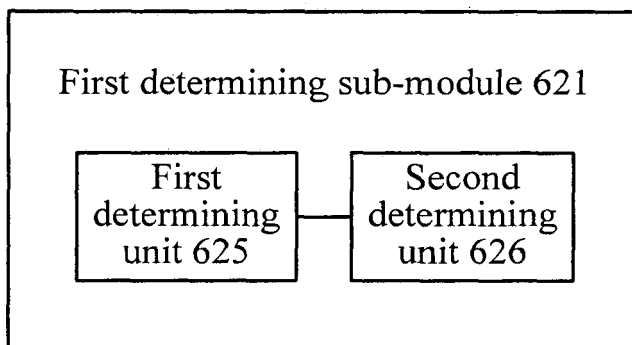 First determining sub-module 621
First
determining
unit 625
Second
determining
unit 626